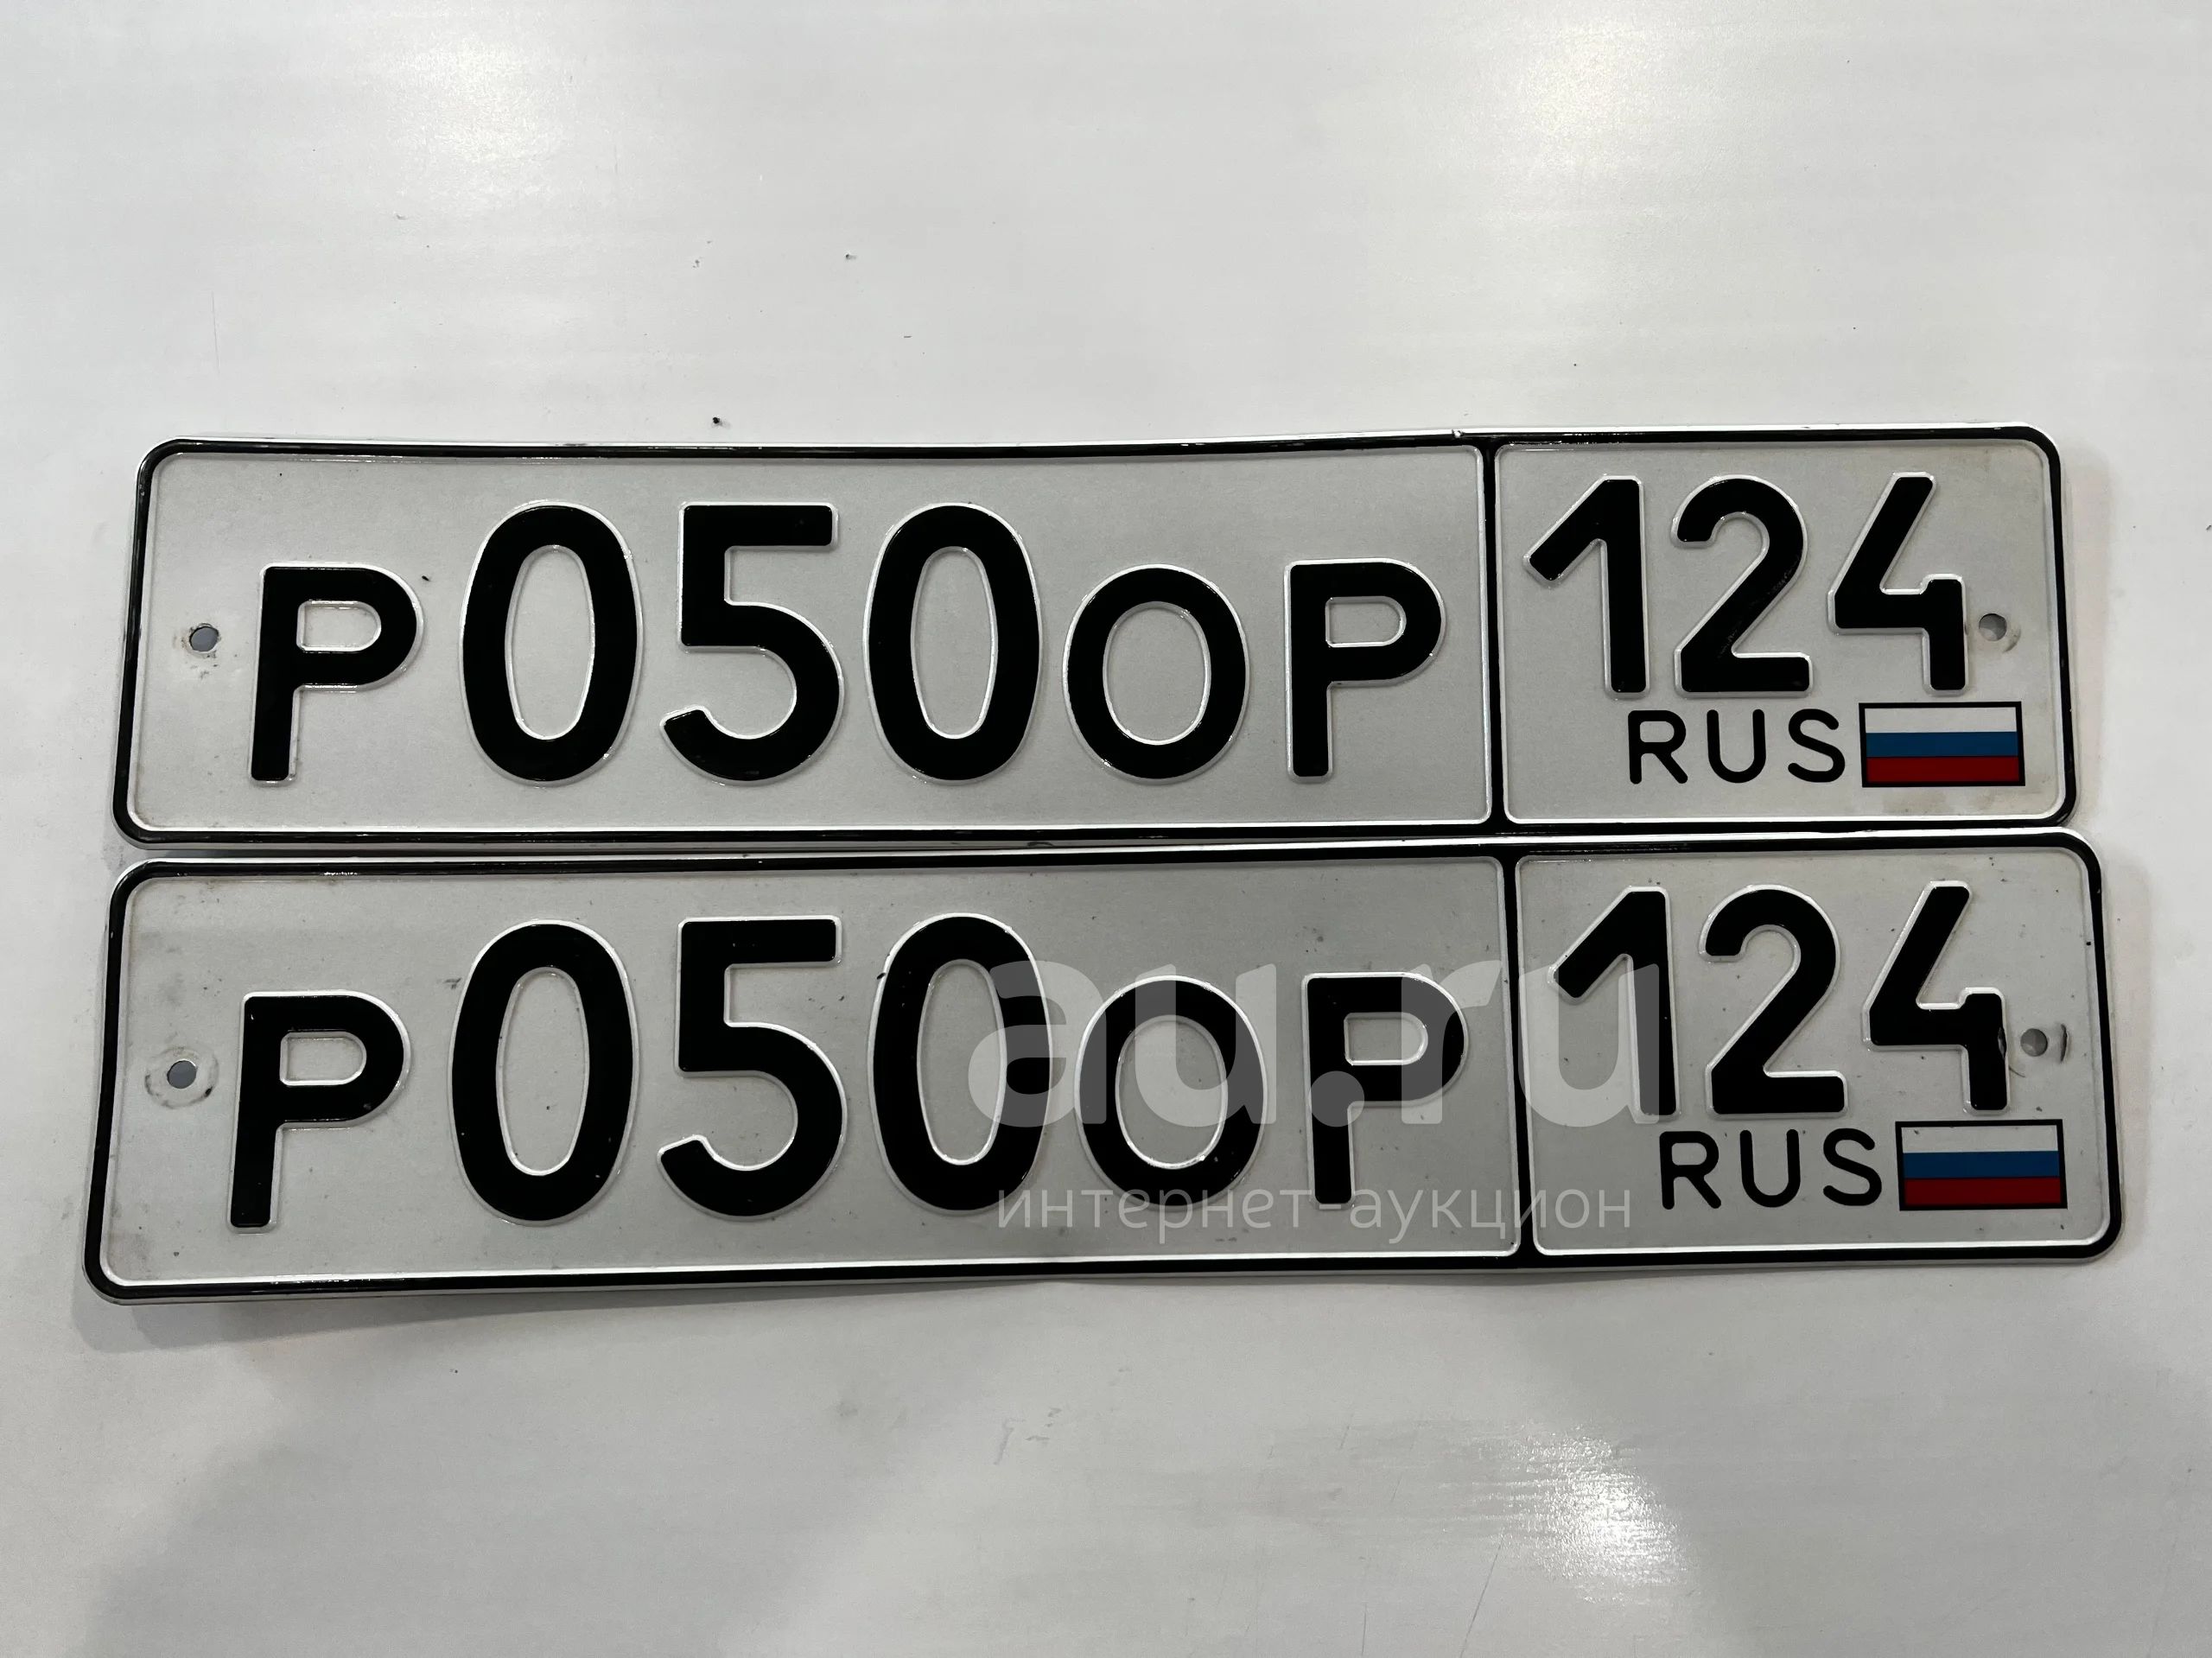 Р050ОР 124
RUS
Р050ОР 124
RUS
au.ru
интернет-аукцион